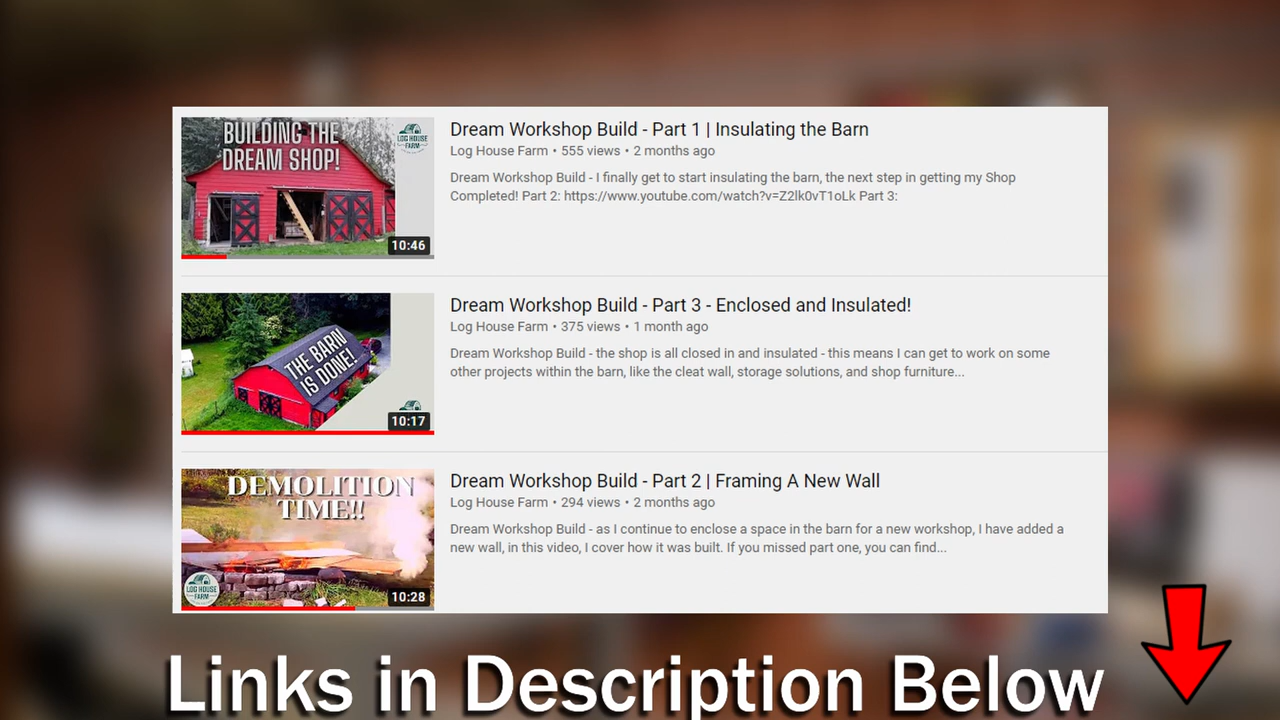 BUILDING THE
DREAM SHOP!
LOG HOUSE
FARM
10:46
Dream Workshop Build - Part 1 | Insulating the Barn
Log House Farm • 555 views • 2 months ago
Dream Workshop Build - I finally get to start insulating the barn, the next step in getting my Shop
Completed! Part 2: https://www.youtube.com/watch?v=Z2lk0vT1oLk Part 3:
THE BARN
IS DONE!
10:17
Dream Workshop Build - Part 3 - Enclosed and Insulated!
Log House Farm • 375 views • 1 month ago
Dream Workshop Build - the shop is all closed in and insulated - this means I can get to work on some
other projects within the barn, like the cleat wall, storage solutions, and shop furniture...
DEMOLITION
TIME!!
LOG HOUSE
FARM
10:28
Dream Workshop Build - Part 2 | Framing A New Wall
Log House Farm • 294 views • 2 months ago
Dream Workshop Build - as I continue to enclose a space in the barn for a new workshop, I have added a
new wall, in this video, I cover how it was built. If you missed part one, you can find...
Links in Description Below